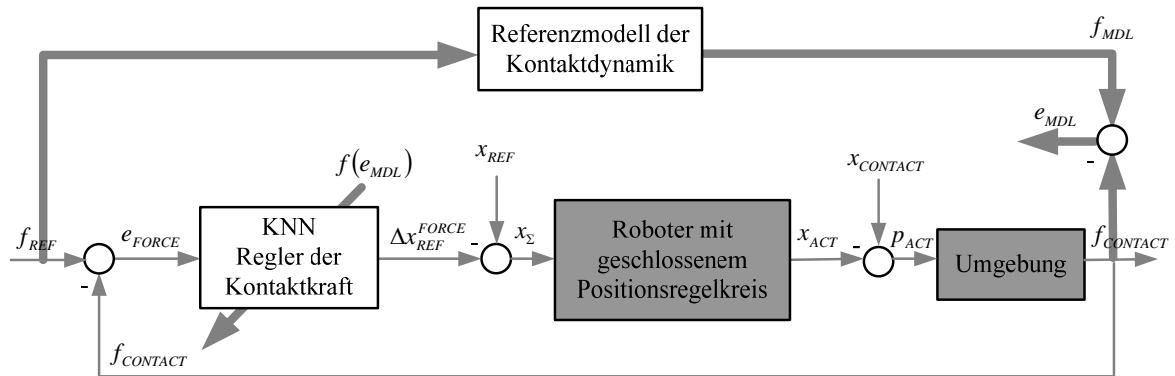 Referenzmodell der
Kontaktdynamik
f_MDL
e_MDL
-
x_REF
x_CONTACT
f(e_MDL)
f_REF
e_FORCE
KNN
Regler der
Kontaktkraft
Δx_REF^FORCE
-
x_Σ
Roboter mit
geschlossenem
Positionsregelkreis
x_ACT
-
p_ACT
Umgebung
f_CONTACT
-
f_CONTACT